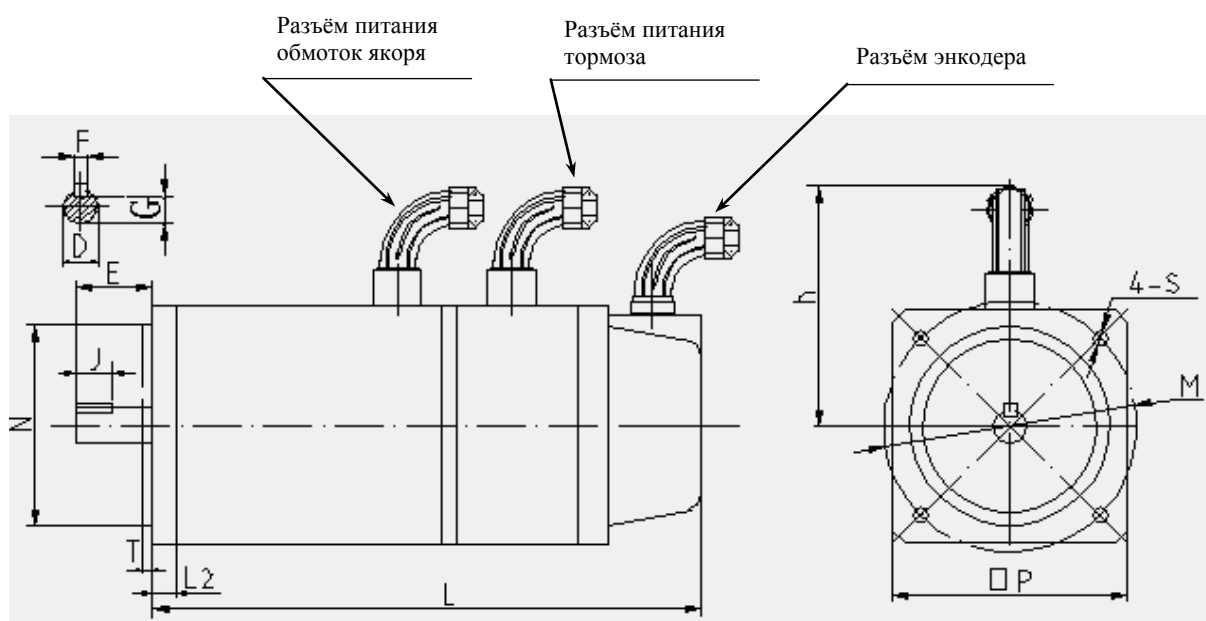 Разъём питания
обмоток якоря
Разъём питания
тормоза
Разъём энкодера
F
G
D
E
J
N
T
L2
L
h
4-S
M
□P